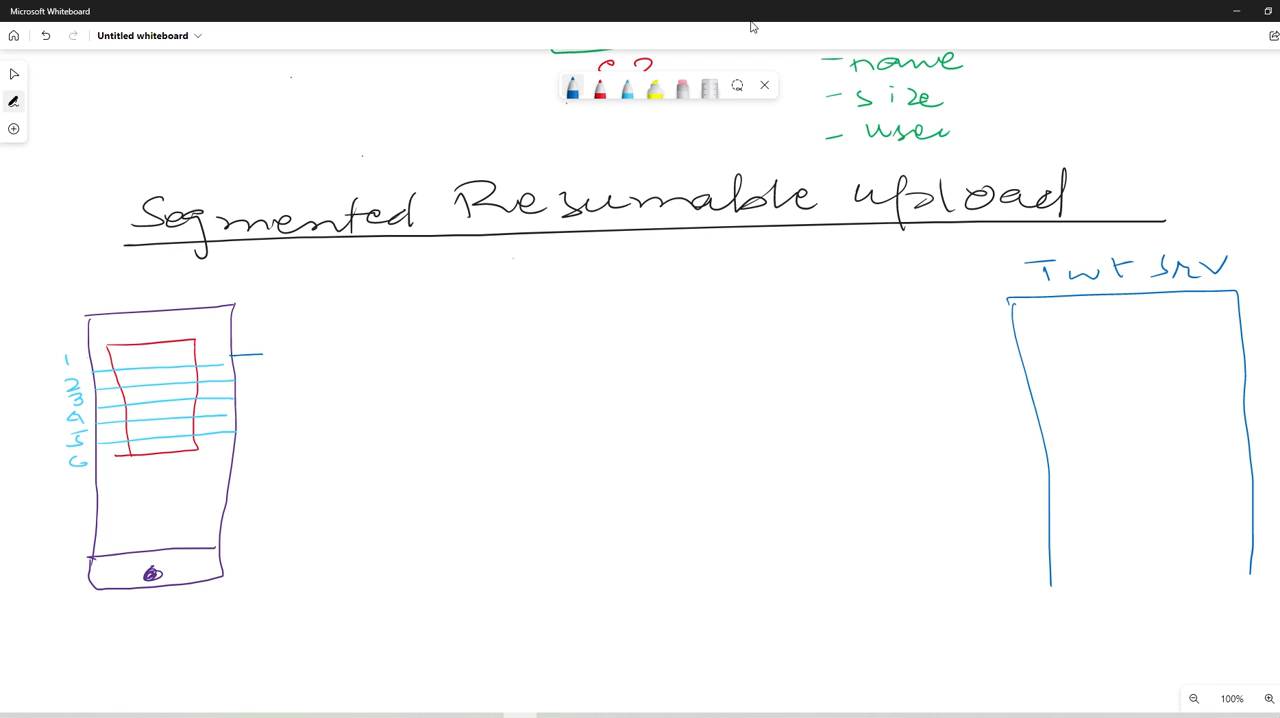 Microsoft Whiteboard
Untitled whiteboard
- name
- size
- user
Segmented Resumable upload
Twt SRV
1
2
3
4
5
6
100%